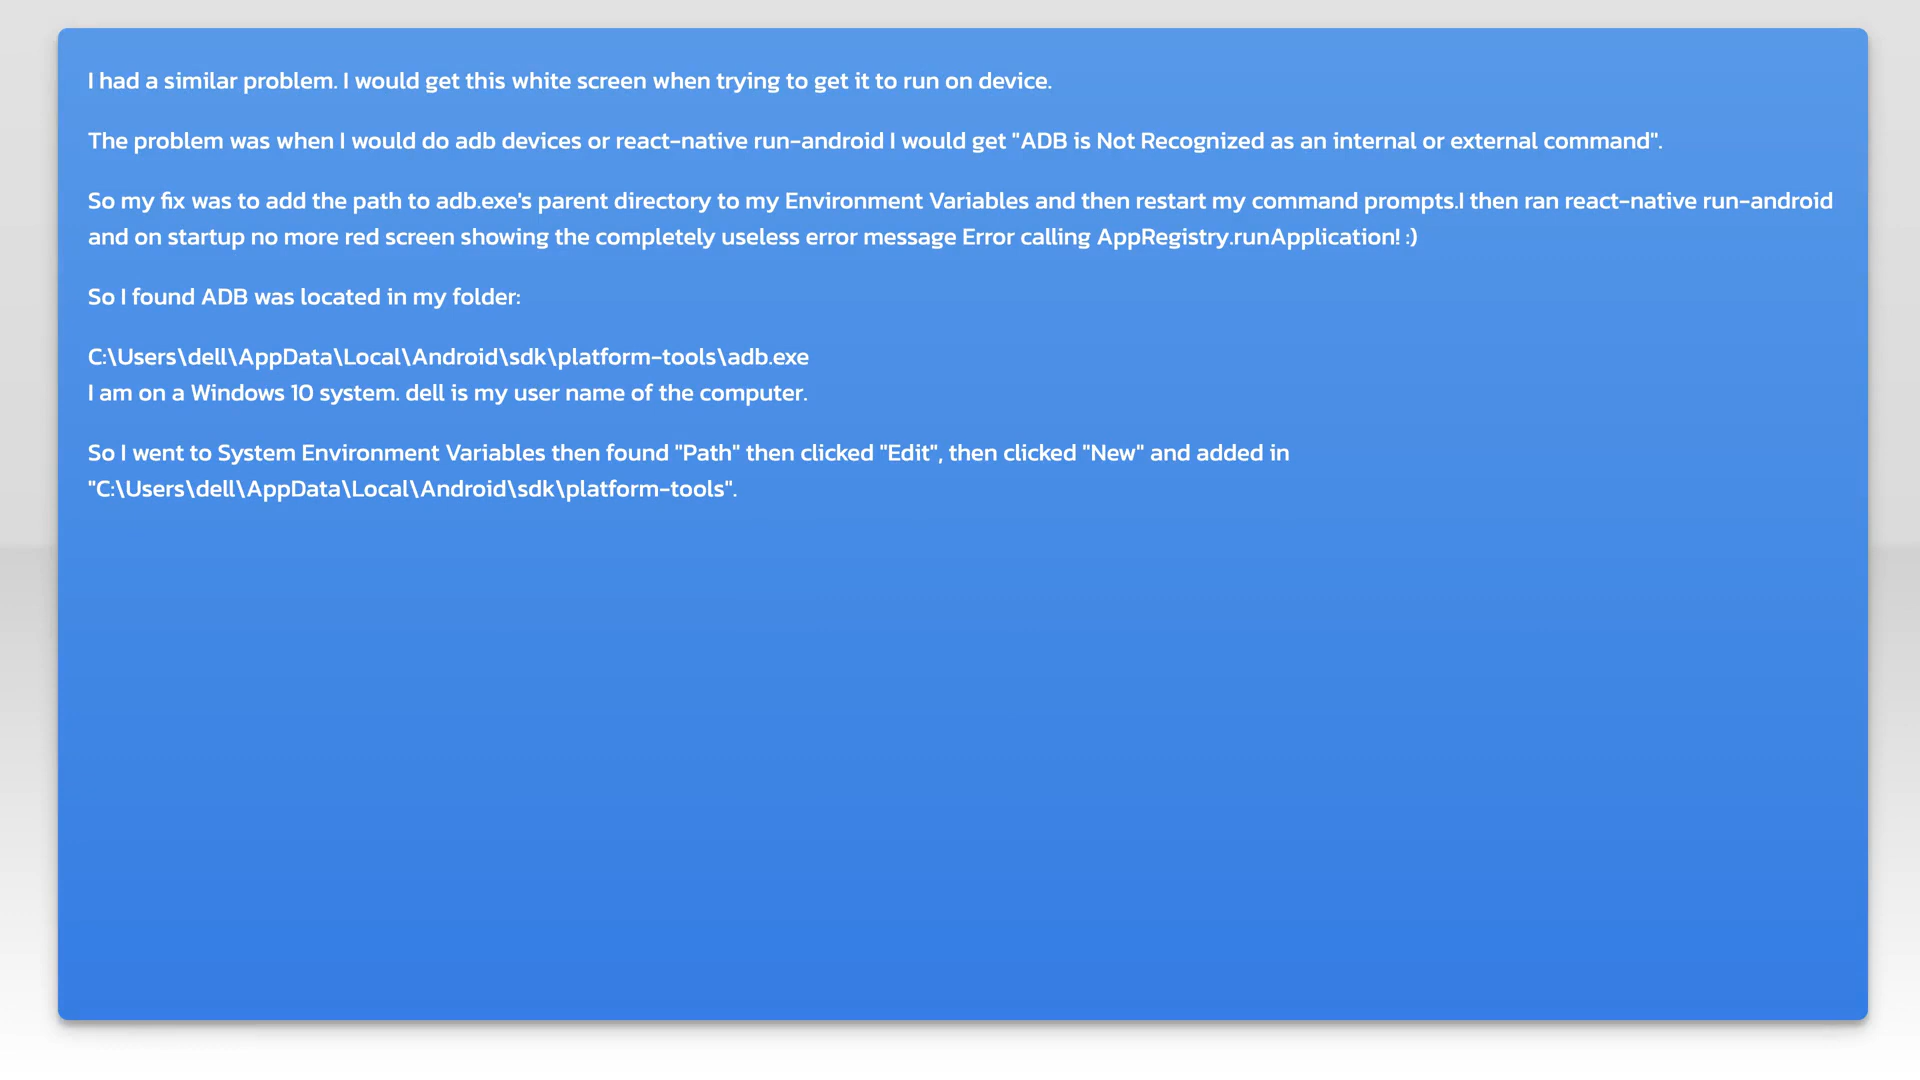 I had a similar problem. I would get this white screen when trying to get it to run on device.
The problem was when I would do adb devices or react-native run-android I would get "ADB is Not Recognized as an internal or external command".
So my fix was to add the path to adb.exe's parent directory to my Environment Variables and then restart my command prompts.I then ran react-native run-android
and on startup no more red screen showing the completely useless error message Error calling AppRegistry.runApplication! :)
So I found ADB was located in my folder:
C:\Users\dell\AppData\Local\Android\sdk\platform-tools\adb.exe
I am on a Windows 10 system. dell is my user name of the computer.
So I went to System Environment Variables then found "Path" then clicked "Edit", then clicked "New" and added in
"C:\Users\dell\AppData\Local\Android\sdk\platform-tools".